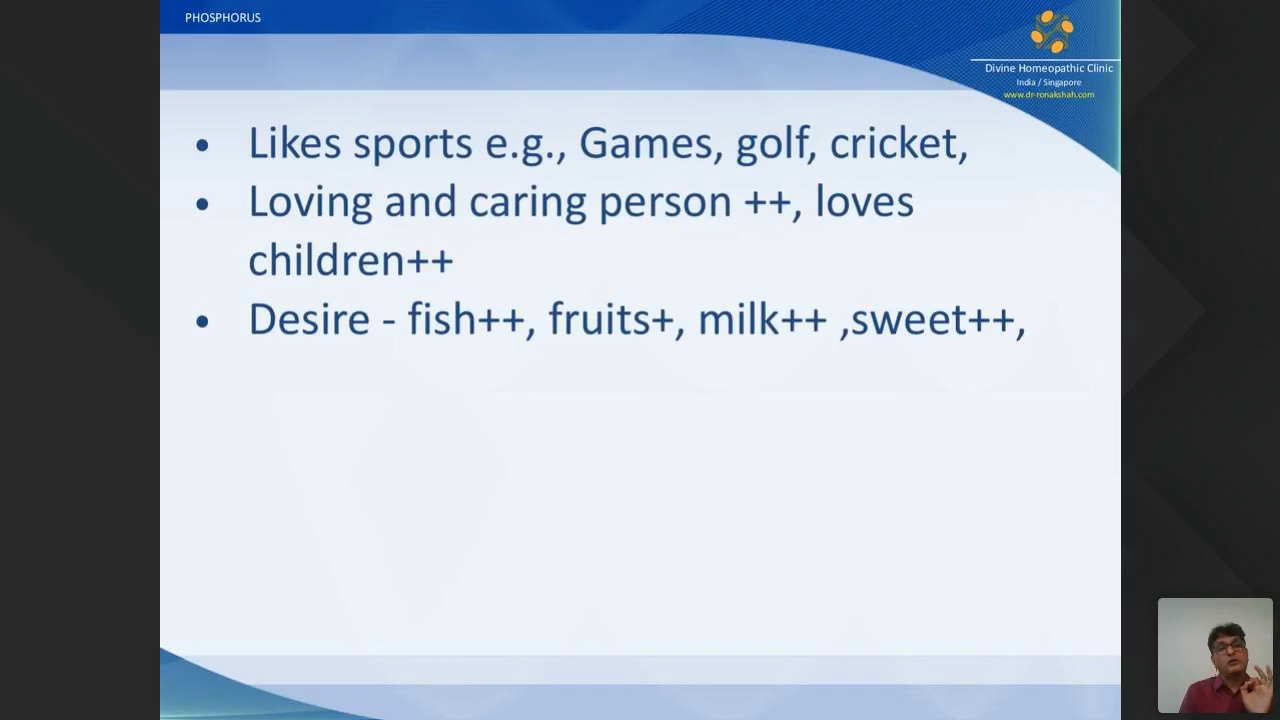 PHOSPHORUS
Divine Homeopathic Clinic
India / Singapore
www.dr-ronakshah.com
• Likes sports e.g., Games, golf, cricket,
• Loving and caring person ++, loves
children++
• Desire - fish++, fruits+, milk++ ,sweet++,